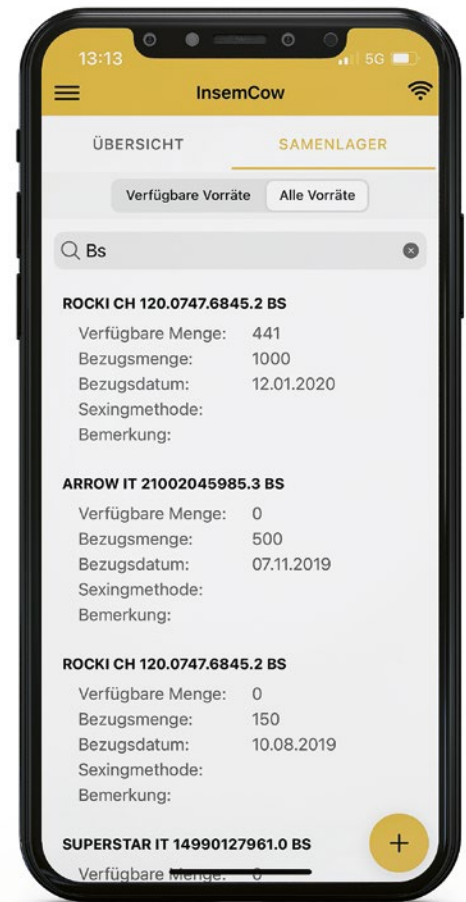 13:13 5G
InsemCow
ÜBERSICHT SAMENLAGER
Verfügbare Vorräte Alle Vorräte
Bs
ROCKI CH 120.0747.6845.2 BS
Verfügbare Menge: 441
Bezugsmenge: 1000
Bezugsdatum: 12.01.2020
Sexingmethode:
Bemerkung:
ARROW IT 21002045985.3 BS
Verfügbare Menge: 0
Bezugsmenge: 500
Bezugsdatum: 07.11.2019
Sexingmethode:
Bemerkung:
ROCKI CH 120.0747.6845.2 BS
Verfügbare Menge: 0
Bezugsmenge: 150
Bezugsdatum: 10.08.2019
Sexingmethode:
Bemerkung:
SUPERSTAR IT 14990127961.0 BS
Verfügbare Menge: 0